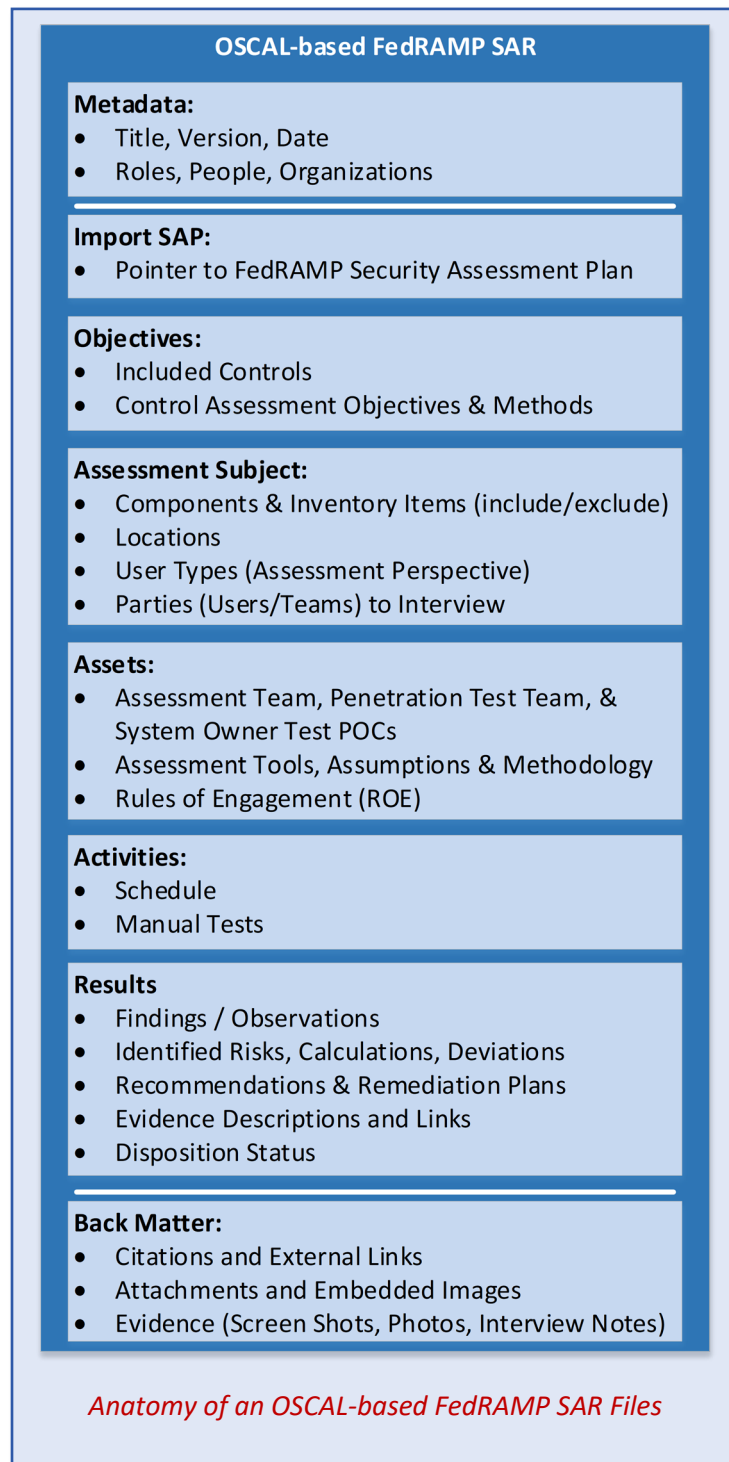 OSCAL-based FedRAMP SAR
Metadata:
• Title, Version, Date
• Roles, People, Organizations
Import SAP:
• Pointer to FedRAMP Security Assessment Plan
Objectives:
• Included Controls
• Control Assessment Objectives & Methods
Assessment Subject:
• Components & Inventory Items (include/exclude)
• Locations
• User Types (Assessment Perspective)
• Parties (Users/Teams) to Interview
Assets:
• Assessment Team, Penetration Test Team, &
System Owner Test POCs
• Assessment Tools, Assumptions & Methodology
• Rules of Engagement (ROE)
Activities:
• Schedule
• Manual Tests
Results
• Findings / Observations
• Identified Risks, Calculations, Deviations
• Recommendations & Remediation Plans
• Evidence Descriptions and Links
• Disposition Status
Back Matter:
• Citations and External Links
• Attachments and Embedded Images
• Evidence (Screen Shots, Photos, Interview Notes)
Anatomy of an OSCAL-based FedRAMP SAR Files